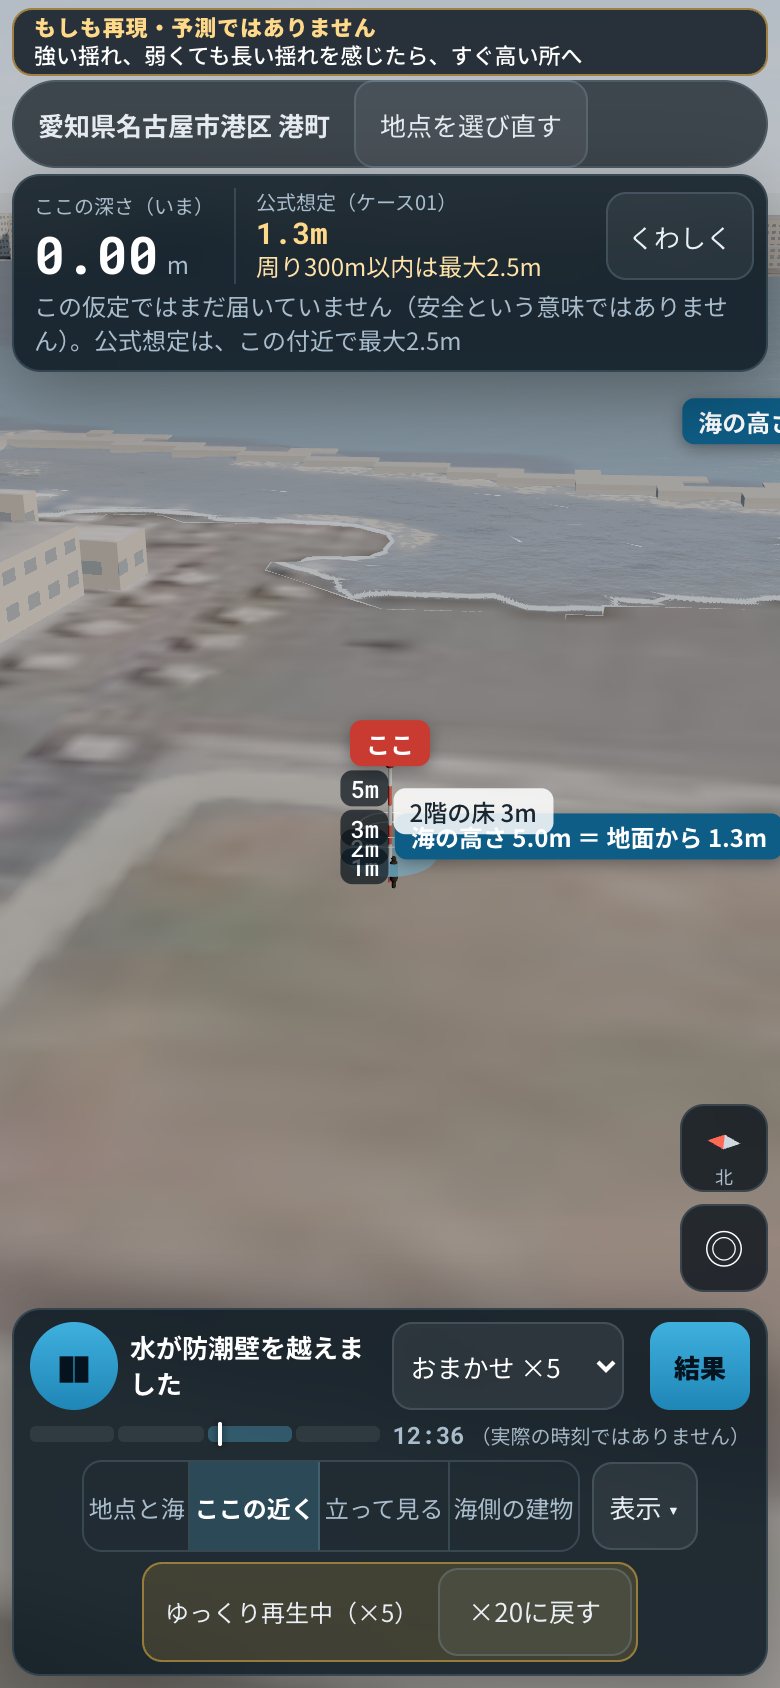 もしも再現・予測ではありません
強い揺れ、弱くても長い揺れを感じたら、すぐ高い所へ
愛知県名古屋市港区 港町
地点を選び直す
ここの深さ（いま）
0.00 m
公式想定（ケース01）
1.3m
周り300m以内は最大2.5m
くわしく
この仮定ではまだ届いていません（安全という意味ではありませ
ん）。公式想定は、この付近で最大2.5m
海の高さ
ここ
5m
3m
2m
1m
2階の床 3m
海の高さ 5.0m ＝ 地面から 1.3m
北
水が防潮壁を越えま
した
おまかせ ×5
結果
12:36 （実際の時刻ではありません）
地点と海
ここの近く
立って見る
海側の建物
表示 ▾
ゆっくり再生中（×5）
×20に戻す